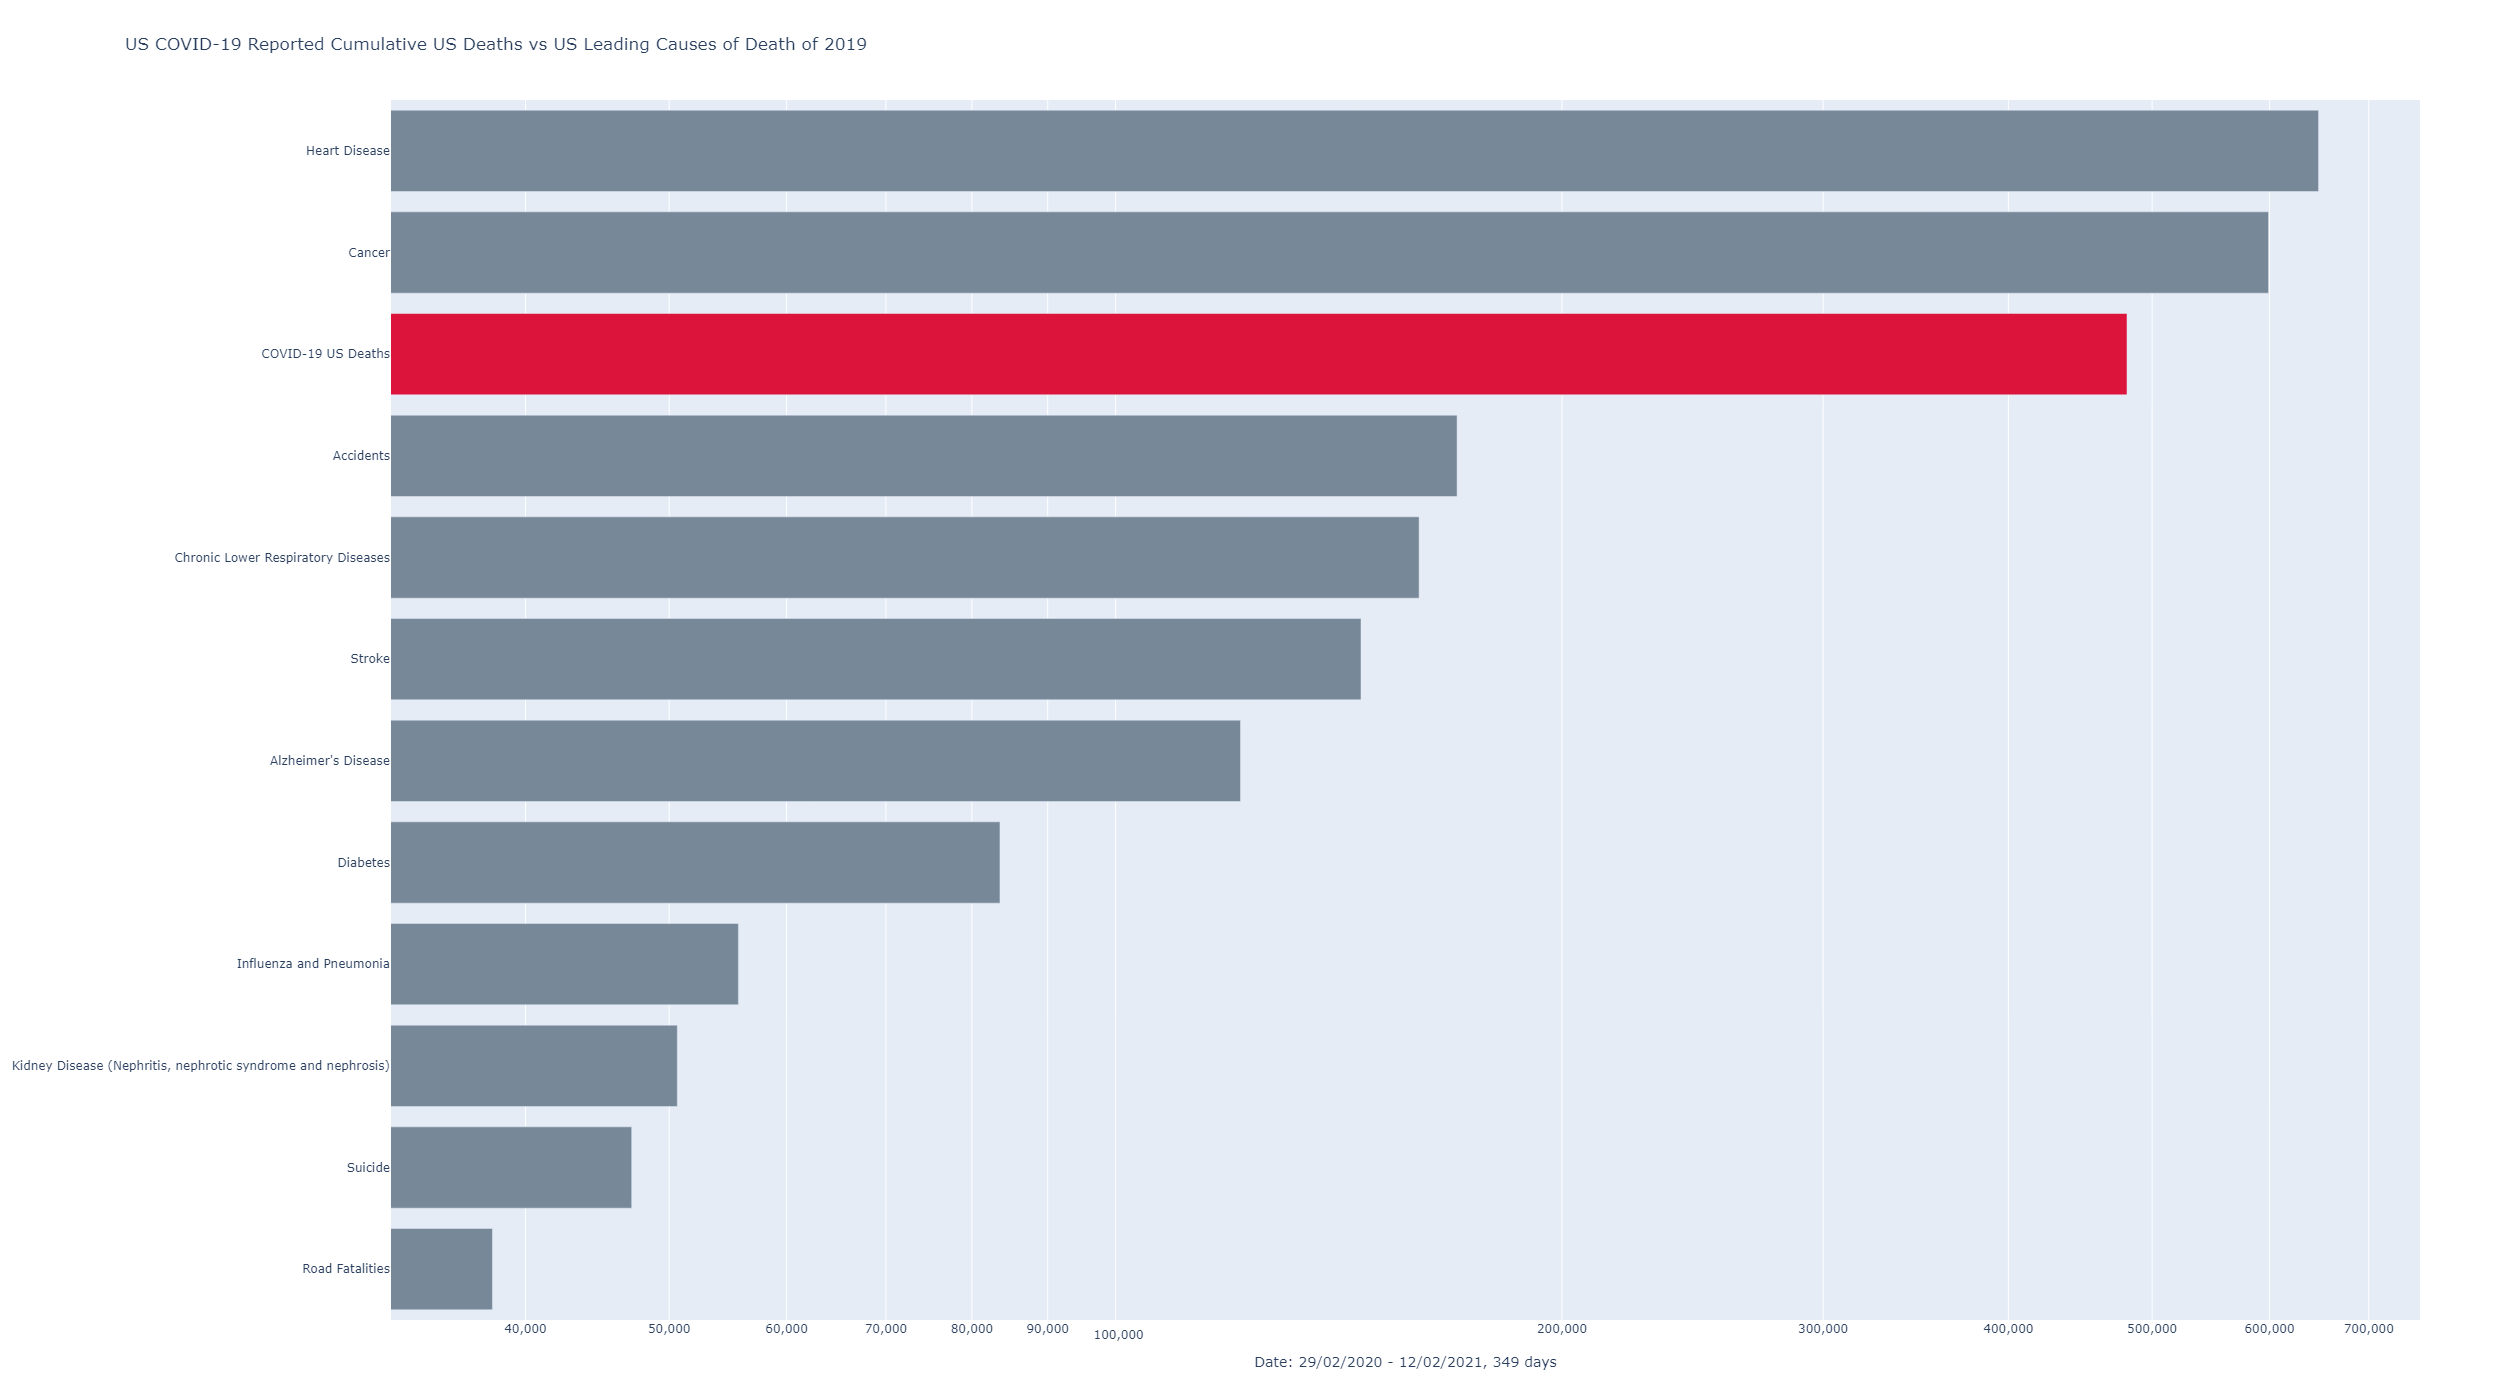 US COVID-19 Reported Cumulative US Deaths vs US Leading Causes of Death of 2019
Heart Disease
Cancer
COVID-19 US Deaths
Accidents
Chronic Lower Respiratory Diseases
Stroke
Alzheimer's Disease
Diabetes
Influenza and Pneumonia
Kidney Disease (Nephritis, nephrotic syndrome and nephrosis)
Suicide
Road Fatalities
40,000 50,000 60,000 70,000 80,000 90,000 100,000 200,000 300,000 400,000 500,000 600,000 700,000
Date: 29/02/2020 - 12/02/2021, 349 days